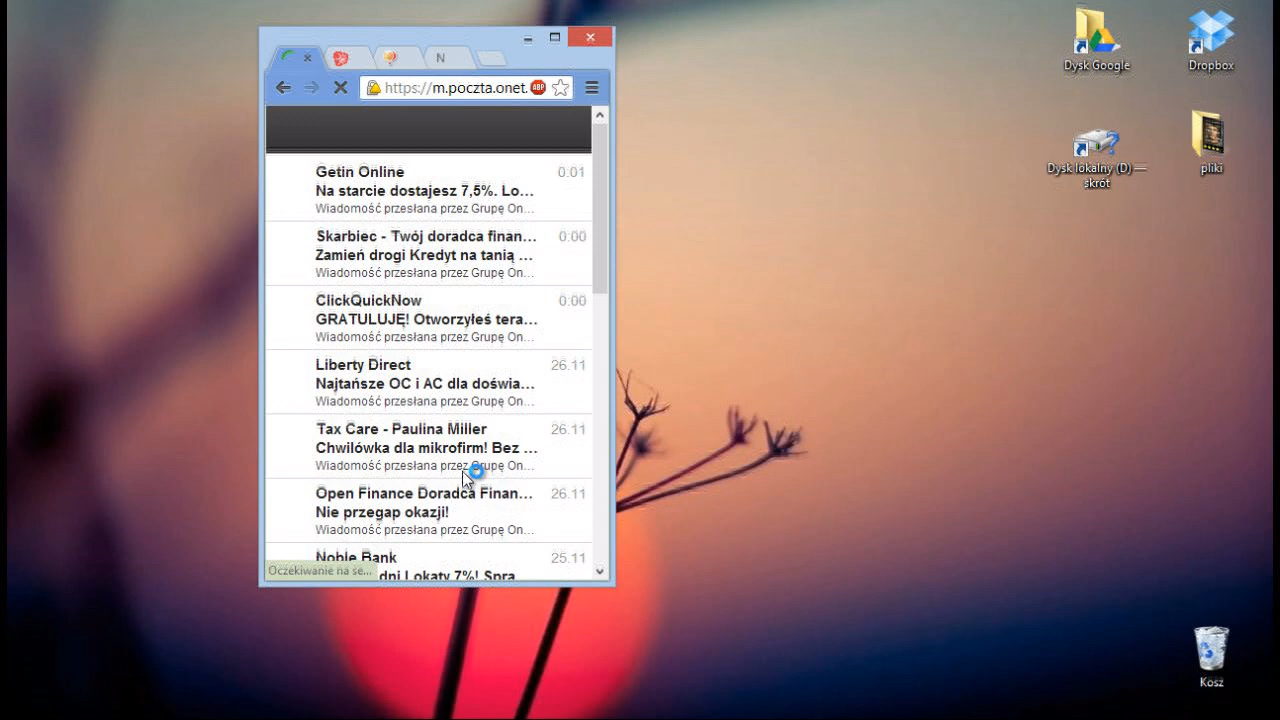 N
https://m.poczta.onet.
ABP
Getin Online 0:01
Na starcie dostajesz 7,5%. Lo...
Wiadomość przesłana przez Grupę On...
Skarbiec - Twój doradca finan... 0:00
Zamień drogi Kredyt na tanią ...
Wiadomość przesłana przez Grupę On...
ClickQuickNow 0:00
GRATULUJĘ! Otworzyłeś tera...
Wiadomość przesłana przez Grupę On...
Liberty Direct 26.11
Najtańsze OC i AC dla doświa...
Wiadomość przesłana przez Grupę On...
Tax Care - Paulina Miller 26.11
Chwilówka dla mikrofirm! Bez ...
Wiadomość przesłana przez Grupę On...
Open Finance Doradca Finan... 26.11
Nie przegap okazji!
Wiadomość przesłana przez Grupę On...
Noble Bank 25.11
dni Lokaty 7%! Spra
Oczekiwanie na se...
Dysk Google
Dropbox
Dysk lokalny (D) —
skrót
pliki
Kosz